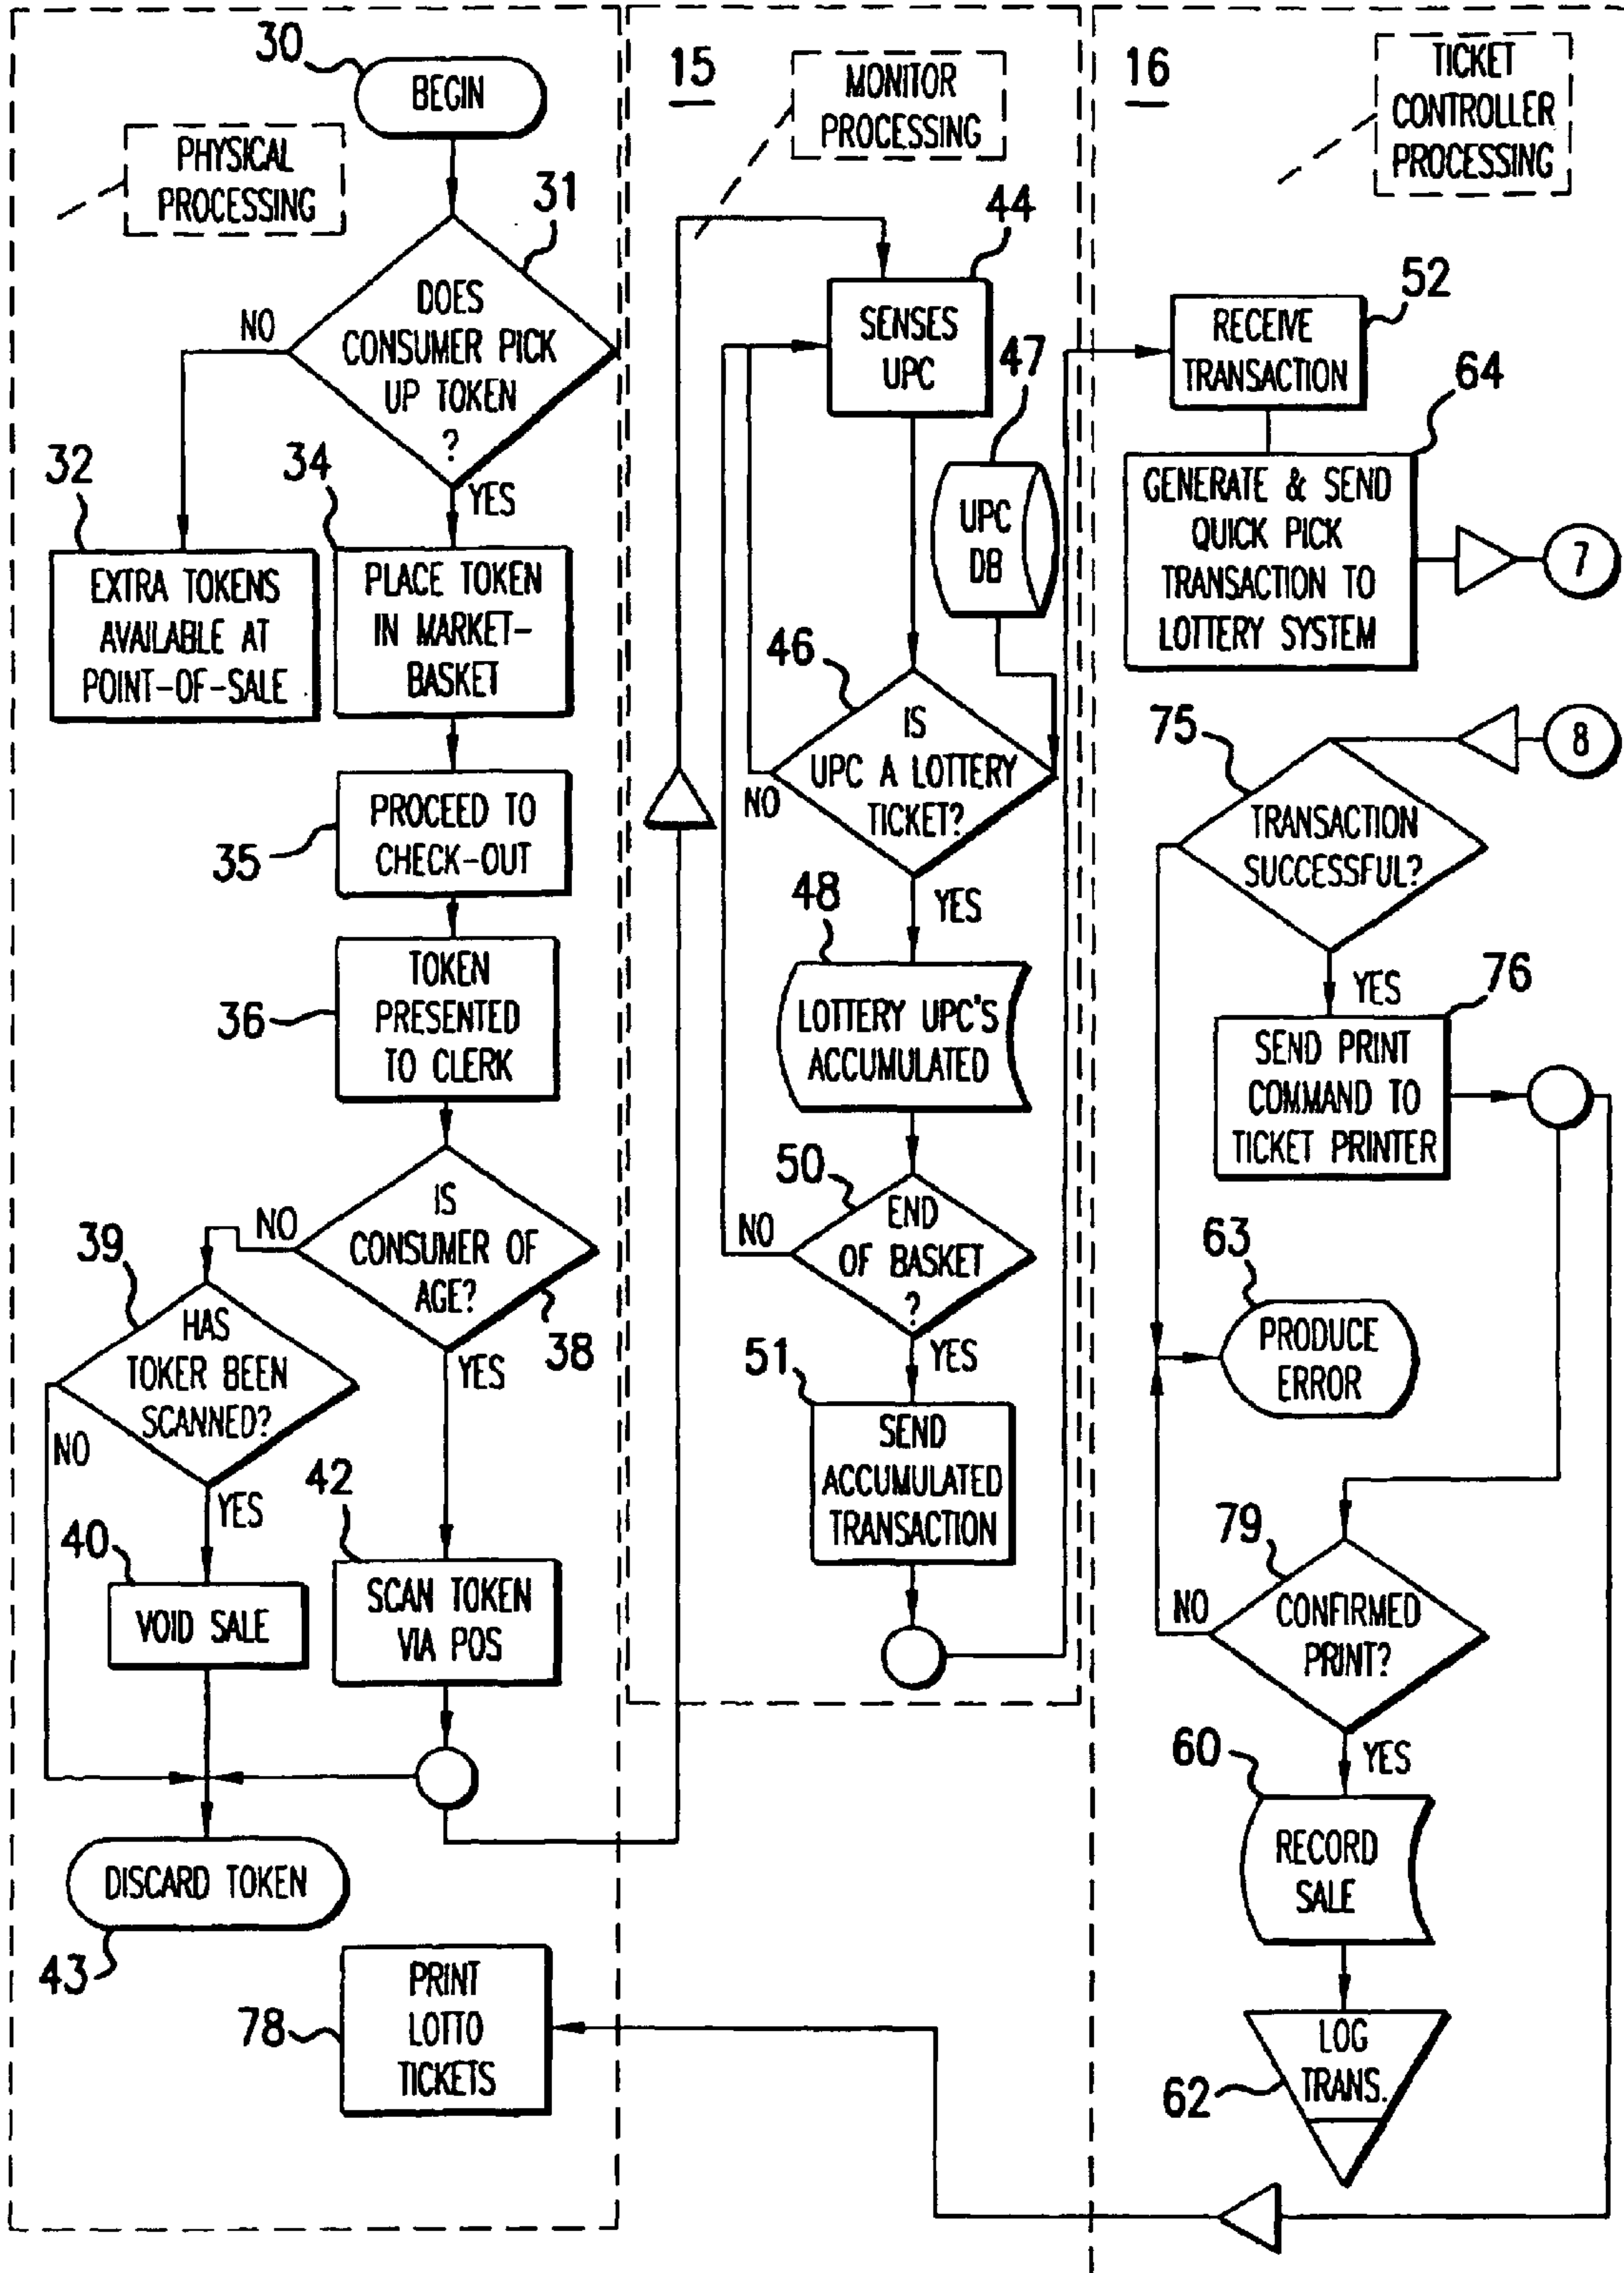 30
BEGIN
PHYSICAL
PROCESSING
31
DOES
CONSUMER PICK
UP TOKEN
?
NO
YES
32
EXTRA TOKENS
AVAILABLE AT
POINT-OF-SALE
34
PLACE TOKEN
IN MARKET-
BASKET
35
PROCEED TO
CHECK-OUT
36
TOKEN
PRESENTED
TO CLERK
IS
CONSUMER OF
AGE?
38
NO
YES
39
HAS
TOKER BEEN
SCANNED?
NO
YES
40
VOID SALE
42
SCAN TOKEN
VIA POS
DISCARD TOKEN
43
78
PRINT
LOTTO
TICKETS
15
MONITOR
PROCESSING
44
SENSES
UPC
47
UPC
DB
46
IS
UPC A LOTTERY
TICKET?
NO
YES
48
LOTTERY UPC'S
ACCUMULATED
50
END
OF BASKET
?
NO
YES
51
SEND
ACCUMULATED
TRANSACTION
16
TICKET
CONTROLLER
PROCESSING
52
RECEIVE
TRANSACTION
64
GENERATE & SEND
QUICK PICK
TRANSACTION TO
LOTTERY SYSTEM
7
8
75
TRANSACTION
SUCCESSFUL?
YES
76
SEND PRINT
COMMAND TO
TICKET PRINTER
63
PRODUCE
ERROR
79
CONFIRMED
PRINT?
NO
YES
60
RECORD
SALE
62
LOG
TRANS.